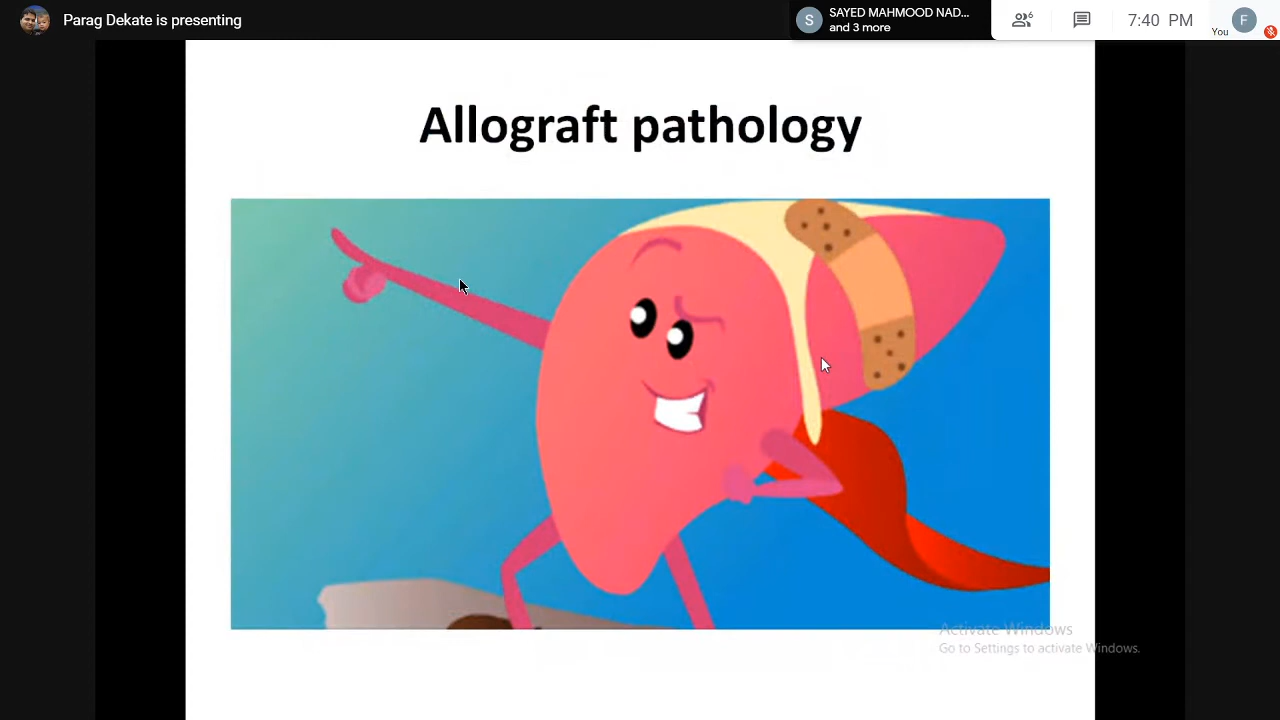 Parag Dekate is presenting
S
SAYED MAHMOOD NAD...
and 3 more
6
7:40 PM
You
F
Allograft pathology
Activate Windows
Go to Settings to activate Windows.